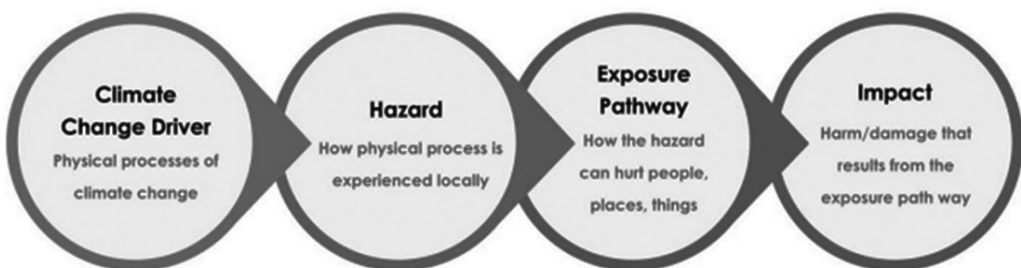 Climate
Change Driver
Physical processes of
climate change
Hazard
How physical process is
experienced locally
Exposure
Pathway
How the hazard
can hurt people,
places, things
Impact
Harm/damage that
results from the
exposure path way